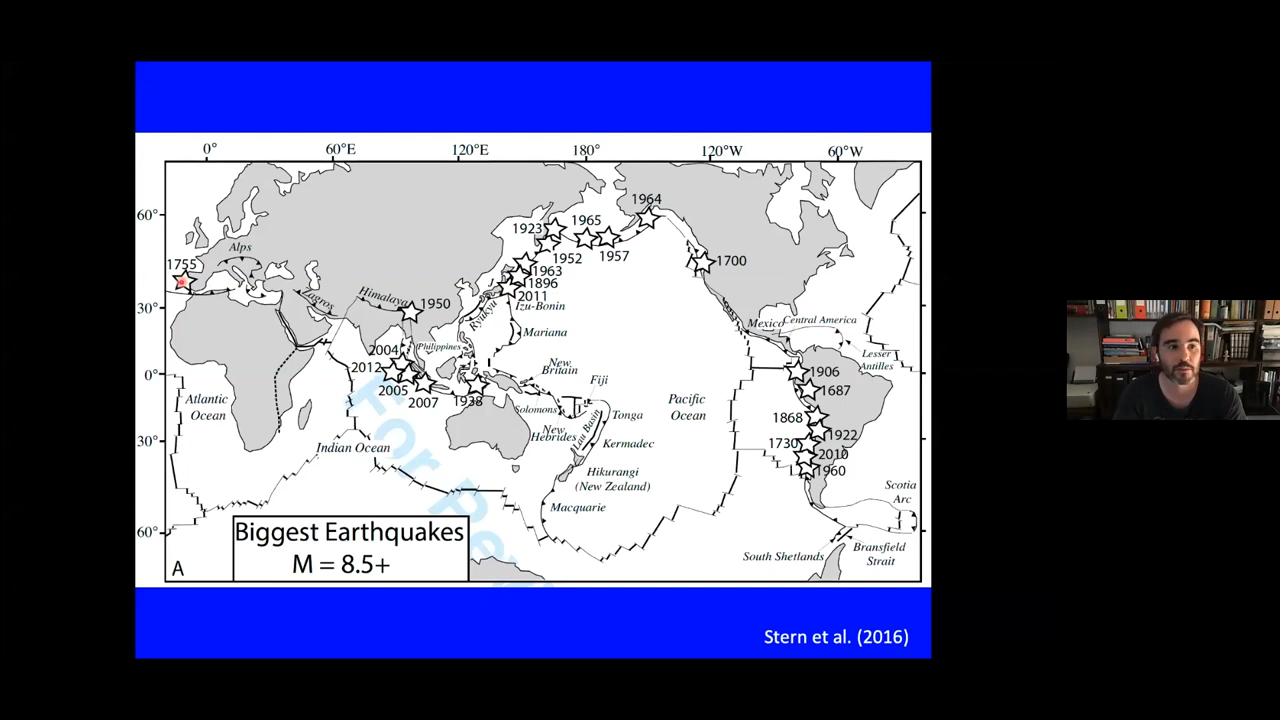 0°
60°E
120°E
180°
120°W
60°W
60°
30°
0°
30°
60°
1964
1923
1965
1952
1957
1963
1896
2011
1700
Alps
1755
Zagros
Himalaya
1950
Ryukyu
Izu-Bonin
Mariana
Philippines
2004
2012
2005
2007
1938
New
Britain
Fiji
Solomons
New
Hebrides
Lau Basin
Tonga
Kermadec
Hikurangi
(New Zealand)
Macquarie
Pacific
Ocean
Atlantic
Ocean
Indian Ocean
Mexico
Central America
Lesser
Antilles
1906
1687
1868
1922
1730
2010
1960
Scotia
Arc
South Shetlands
Bransfield
Strait
For Rev
Biggest Earthquakes
M = 8.5+
A
Stern et al. (2016)